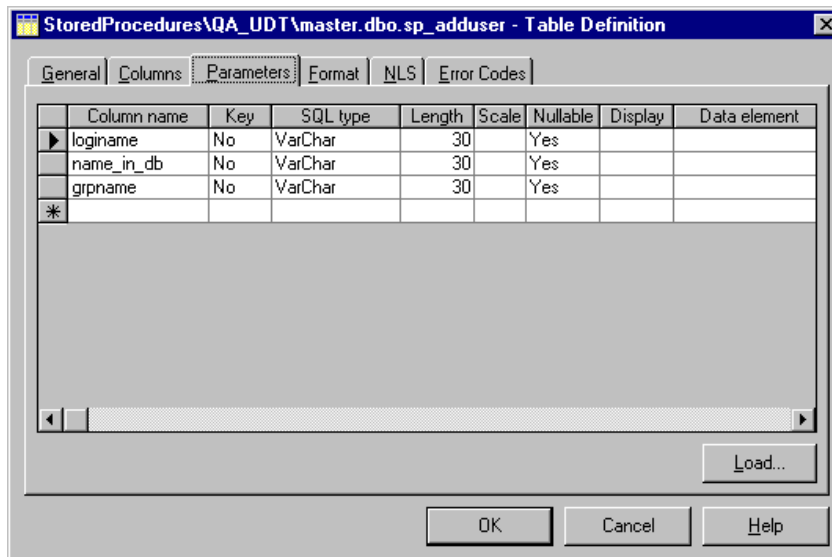 StoredProcedures\QA_UDT\master.dbo.sp_adduser - Table Definition
General Columns Parameters Format NLS Error Codes
Column name Key SQL type Length Scale Nullable Display Data element
loginame No VarChar 30 Yes
name_in_db No VarChar 30 Yes
grpname No VarChar 30 Yes
Load...
OK Cancel Help